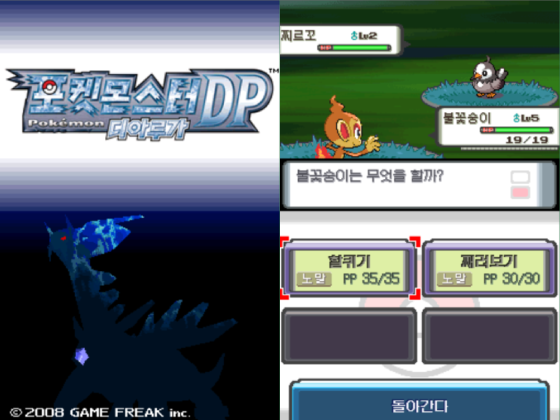 포켓몬스터DP™
Pokémon 디아루가
© 2008 GAME FREAK inc.
찌르꼬 ♂Lv2
불꽃숭이 ♂Lv5
19/19
불꽃숭이는 무엇을 할까?
할퀴기
노말 PP 35/35
째려보기
노말 PP 30/30
돌아간다